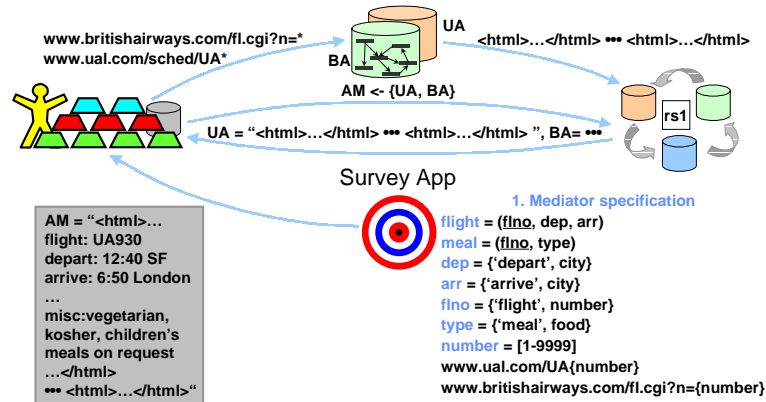 www.britishairways.com/fl.cgi?n=*
www.ual.com/sched/UA*
UA
BA
<html>…</html> ••• <html>…</html>
AM <- {UA, BA}
rs1
UA = “<html>…</html> ••• <html>…</html> ”, BA= •••
Survey App
1. Mediator specification
flight = (flno, dep, arr)
meal = (flno, type)
dep = {‘depart’, city}
arr = {‘arrive’, city}
flno = {‘flight’, number}
type = {‘meal’, food}
number = [1-9999]
www.ual.com/UA{number}
www.britishairways.com/fl.cgi?n={number}
AM = “<html>…
flight: UA930
depart: 12:40 SF
arrive: 6:50 London
…
misc:vegetarian,
kosher, children’s
meals on request
…</html>
••• <html>…</html>“